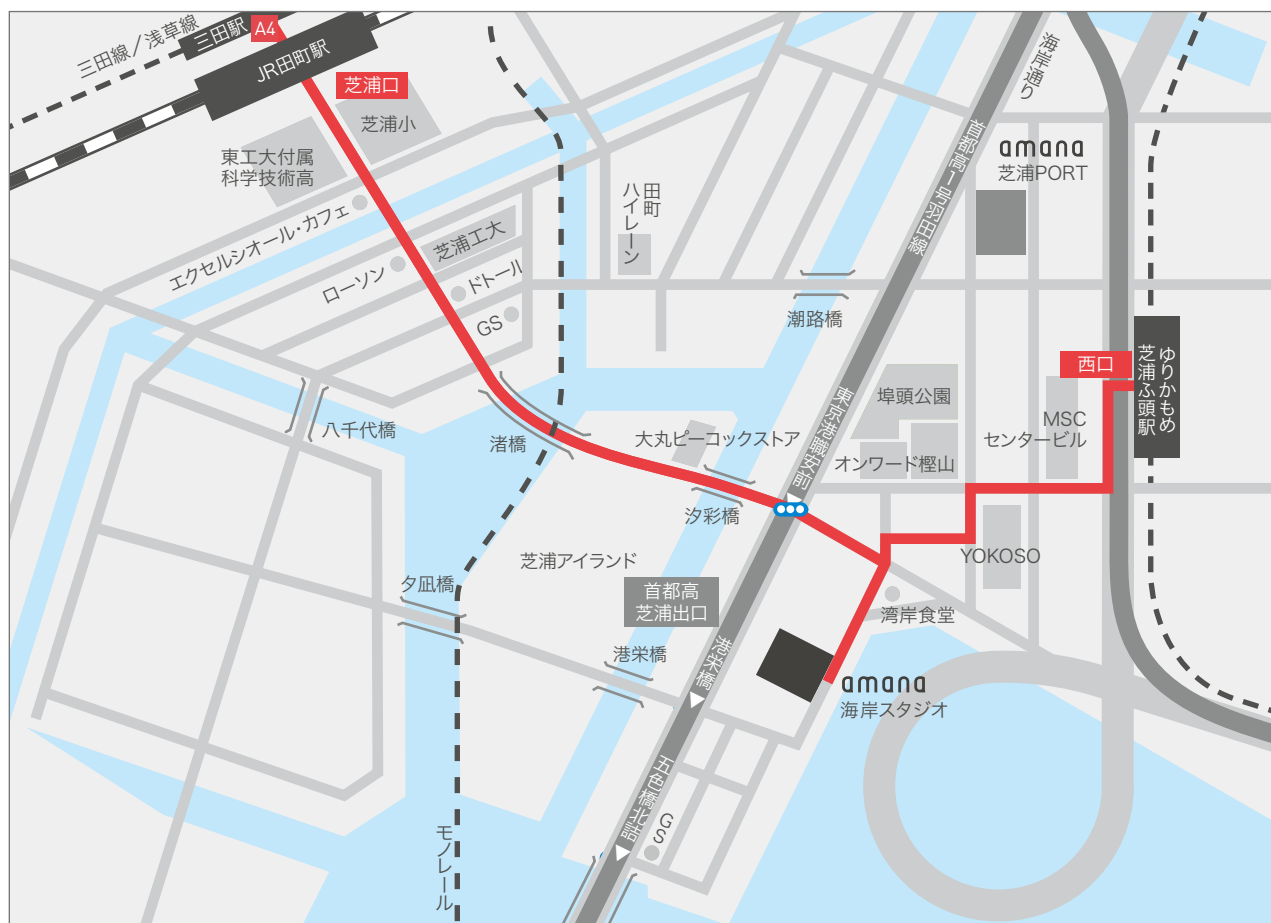 三田線/浅草線
三田駅
A4
JR田町駅
芝浦口
芝浦小
東工大付属
科学技術高
エクセルシオール・カフェ
ローソン
芝浦工大
ドトール
GS
田町
ハイレーン
海岸通り
首都高1号羽田線
amana
芝浦PORT
潮路橋
ゆりかもめ
芝浦ふ頭駅
西口
MSC
センタービル
埠頭公園
オンワード樫山
東京港職安前
大丸ピーコックストア
八千代橋
渚橋
汐彩橋
YOKOSO
芝浦アイランド
夕凪橋
首都高
芝浦出口
湾岸食堂
港栄橋
港栄橋
amana
海岸スタジオ
五色橋北詰
GS
モノレール